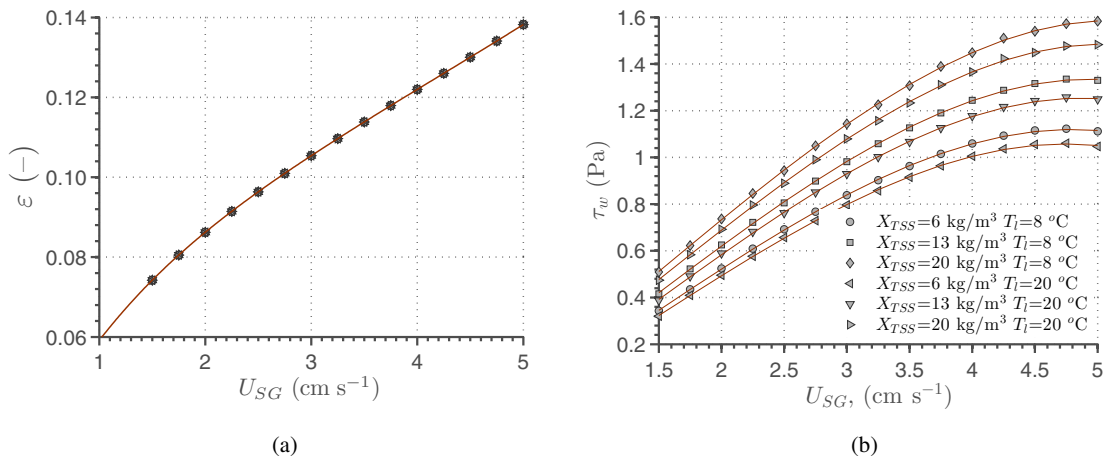 0.14
0.12
0.10
0.08
0.06
ε (−)
1
2
3
4
5
U_SG (cm s⁻¹)
(a)
1.6
1.4
1.2
1
0.8
0.6
0.4
0.2
τ_w (Pa)
X_TSS=6 kg/m³ T_l=8 °C
X_TSS=13 kg/m³ T_l=8 °C
X_TSS=20 kg/m³ T_l=8 °C
X_TSS=6 kg/m³ T_l=20 °C
X_TSS=13 kg/m³ T_l=20 °C
X_TSS=20 kg/m³ T_l=20 °C
1.5
2
2.5
3
3.5
4
4.5
5
U_SG, (cm s⁻¹)
(b)